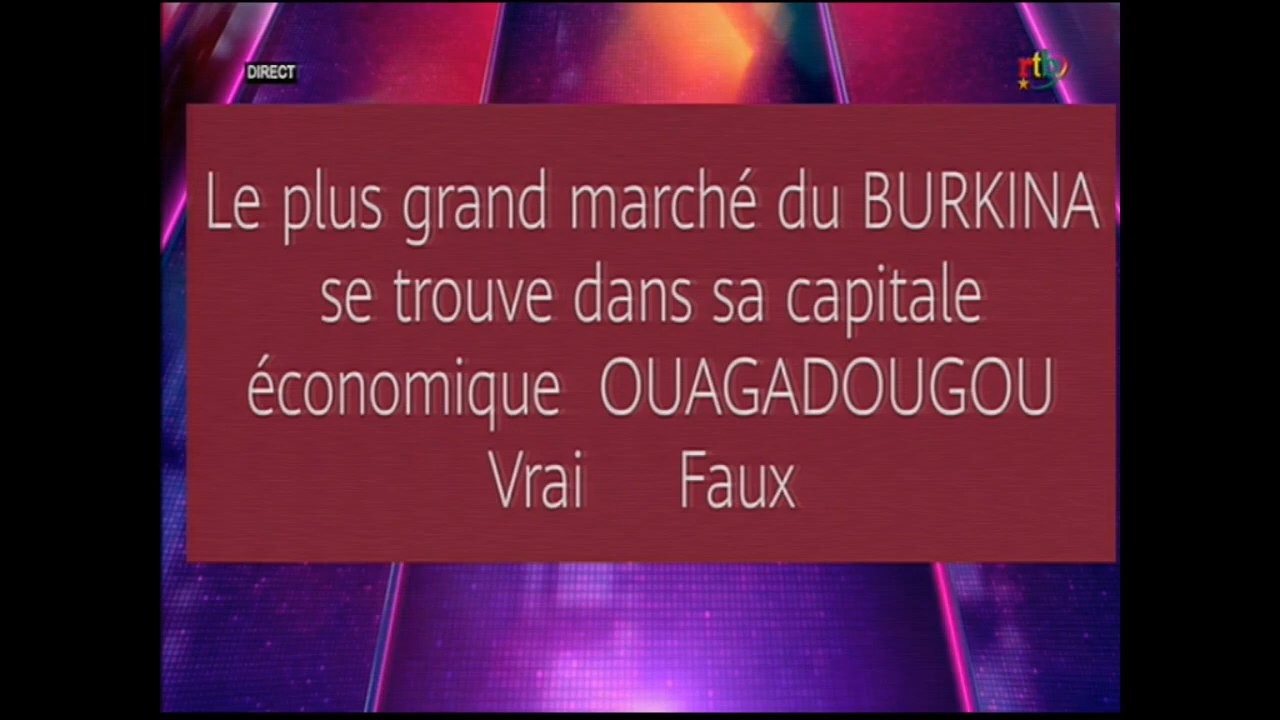 DIRECT
rtb
Le plus grand marché du BURKINA
se trouve dans sa capitale
économique OUAGADOUGOU
Vrai Faux